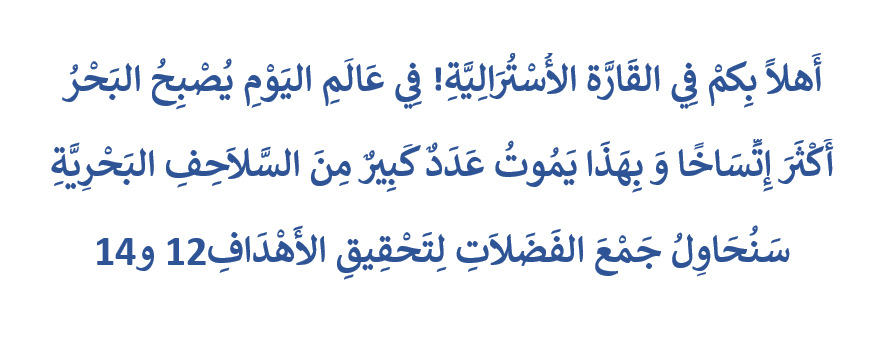 أَهلاً بِكمْ فِي القَارَّة الأُسْتُرَالِيَّةِ! فِي عَالَمِ اليَوْمِ يُصْبِحُ البَحْرُ
أَكْثَرَ إِتِّسَاخًا وَ بِهَذَا يَمُوتُ عَدَدٌ كَبِيرٌ مِنَ السَّلاَحِفِ البَحْرِيَّةِ
سَنُحَاوِلُ جَمْعَ الفَضَلاَتِ لِتَحْقِيقِ الأَهْدَافِ12 و14